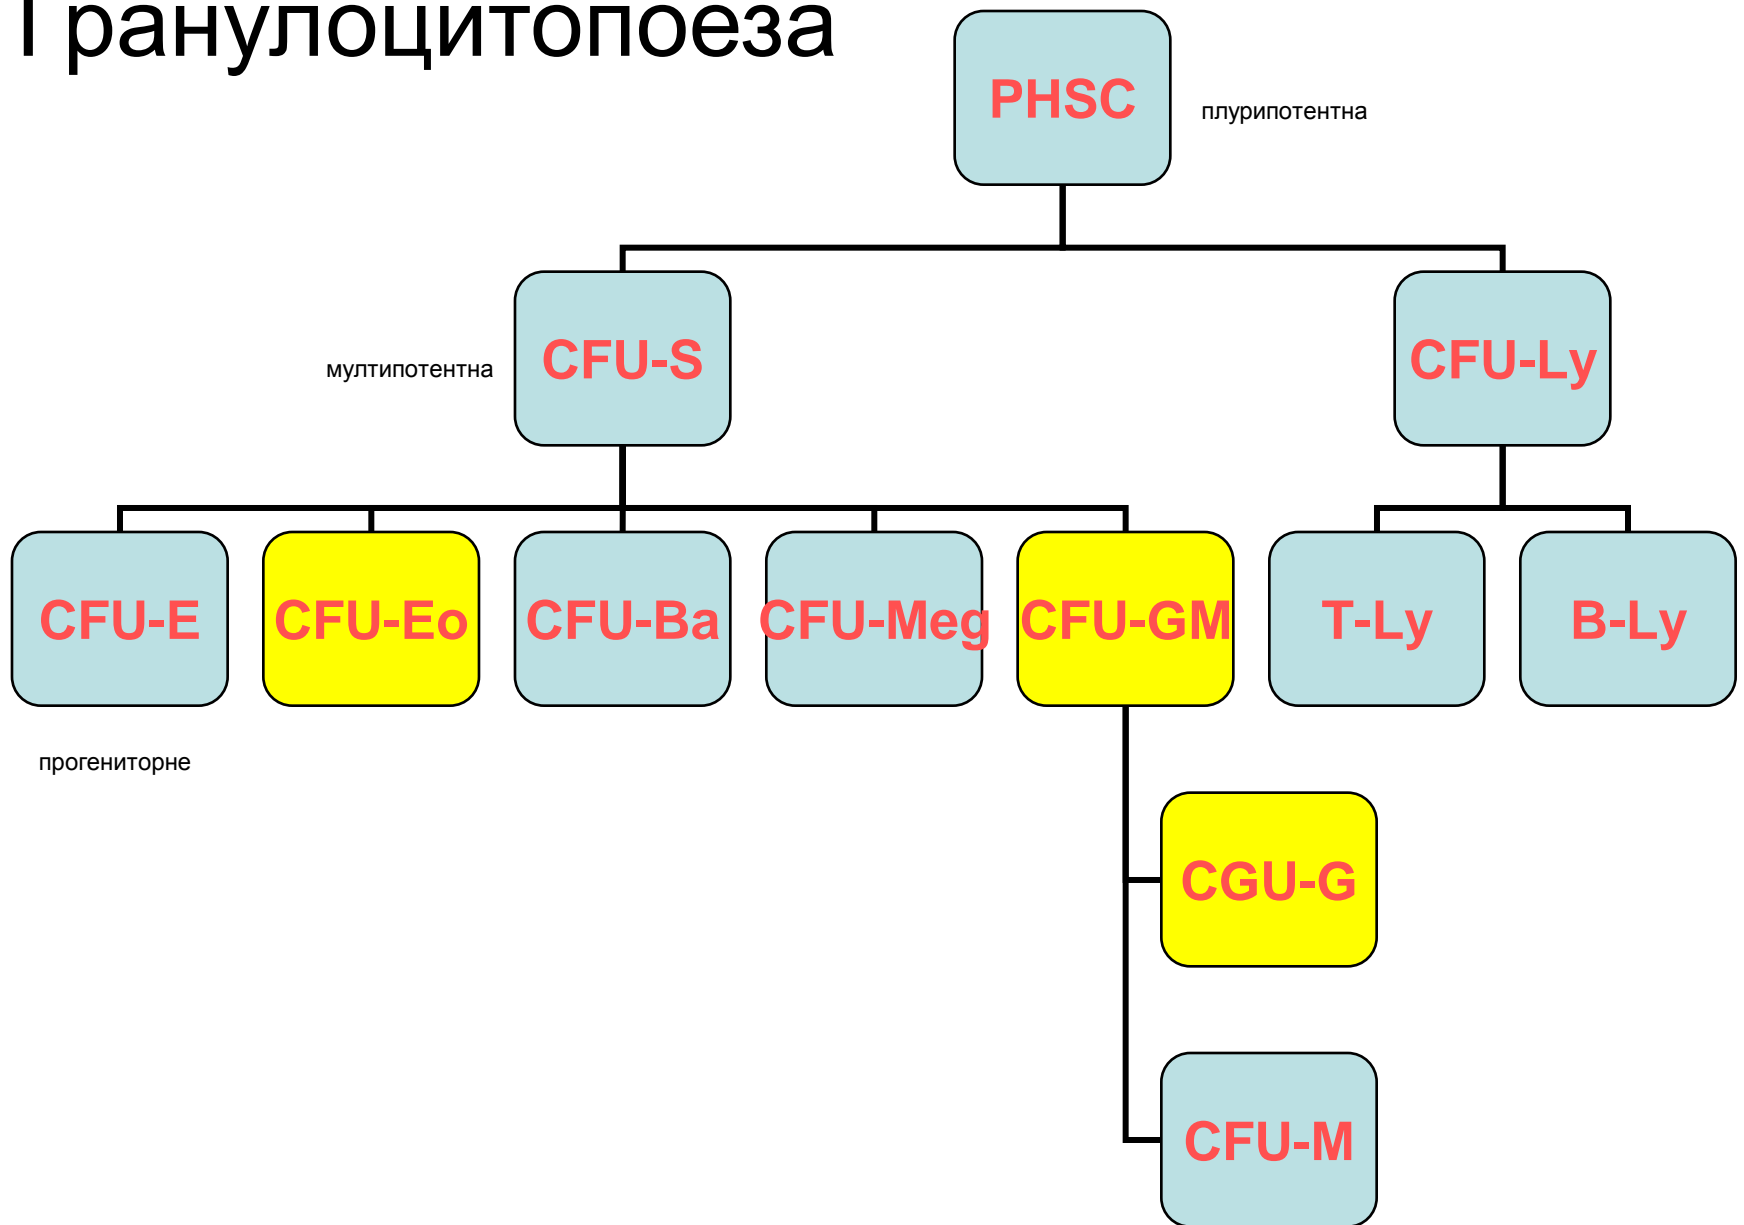 Гранулоцитопоеза
PHSC
плурипотентна
мултипотентна
CFU-S
CFU-Ly
CFU-E
CFU-Eo
CFU-Ba
CFU-Meg
CFU-GM
T-Ly
B-Ly
прогениторне
CGU-G
CFU-M